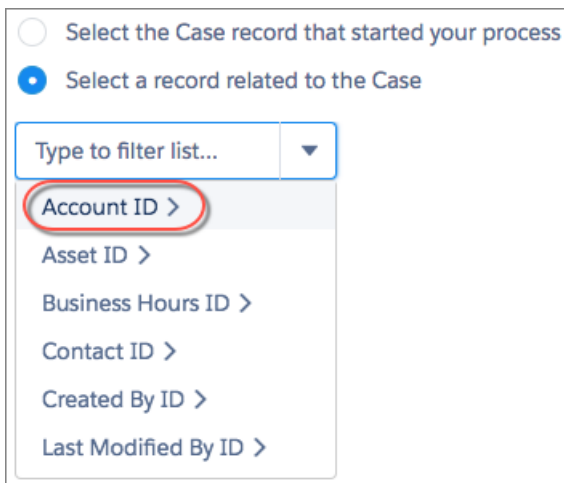 Select the Case record that started your process
Select a record related to the Case
Type to filter list...
Account ID >
Asset ID >
Business Hours ID >
Contact ID >
Created By ID >
Last Modified By ID >